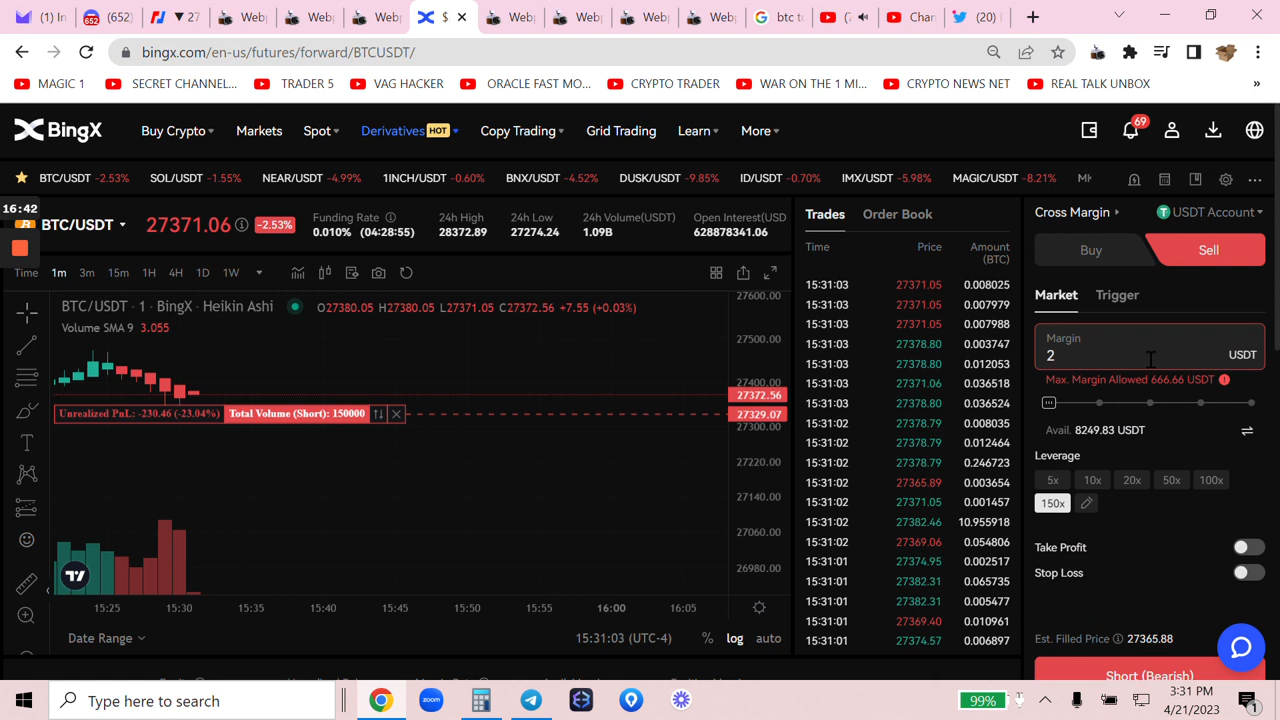 (1) In
(652)
27
Webp
Webp
Webp
$
Webp
Webp
Webp
Webp
btc to
(7
Chan
(20)
bingx.com/en-us/futures/forward/BTCUSDT/
MAGIC 1
SECRET CHANNEL...
TRADER 5
VAG HACKER
ORACLE FAST MO...
CRYPTO TRADER
WAR ON THE 1 MI...
CRYPTO NEWS NET
REAL TALK UNBOX
»
BingX
Buy Crypto
Markets
Spot
Derivatives HOT
Copy Trading
Grid Trading
Learn
More
69
BTC/USDT -2.53%
SOL/USDT -1.55%
NEAR/USDT -4.99%
1INCH/USDT -0.60%
BNX/USDT -4.52%
DUSK/USDT -9.85%
ID/USDT -0.70%
IMX/USDT -5.98%
MAGIC/USDT -8.21%
16:42
BTC/USDT
27371.06
-2.53%
Funding Rate
0.010% (04:28:55)
24h High
28372.89
24h Low
27274.24
24h Volume(USDT)
1.09B
Open Interest(USD
628878341.06
Time 1m 3m 15m 1H 4H 1D 1W
BTC/USDT · 1 · BingX · Heikin Ashi
O27380.05 H27380.05 L27371.05 C27372.56 +7.55 (+0.03%)
Volume SMA 9 3.055
27600.00
27500.00
27400.00
27372.56
27329.07
27300.00
27220.00
27140.00
27060.00
26980.00
Unrealized PnL: -230.46 (-23.04%)
Total Volume (Short): 150000
15:25 15:30 15:35 15:40 15:45 15:50 15:55 16:00 16:05
Date Range
15:31:03 (UTC-4)
% log auto
Trades
Order Book
Time Price Amount
(BTC)
15:31:03 27371.05 0.008025
15:31:03 27371.05 0.007979
15:31:03 27371.05 0.007988
15:31:03 27378.80 0.003747
15:31:03 27378.80 0.012053
15:31:03 27371.06 0.036518
15:31:03 27378.80 0.036524
15:31:02 27378.79 0.008035
15:31:02 27378.79 0.012464
15:31:02 27378.79 0.246723
15:31:02 27365.89 0.003654
15:31:02 27371.05 0.001457
15:31:02 27382.46 10.955918
15:31:02 27369.06 0.054806
15:31:01 27374.95 0.002517
15:31:01 27382.31 0.065735
15:31:01 27382.31 0.005477
15:31:01 27369.40 0.010961
15:31:01 27374.57 0.006897
Cross Margin
USDT Account
Buy
Sell
Market
Trigger
Margin
2
USDT
Max. Margin Allowed 666.66 USDT
Avail. 8249.83 USDT
Leverage
5x 10x 20x 50x 100x
150x
Take Profit
Stop Loss
Est. Filled Price 27365.88
Short (Bearish)
Type here to search
zoom
99%
3:31 PM
4/21/2023
1